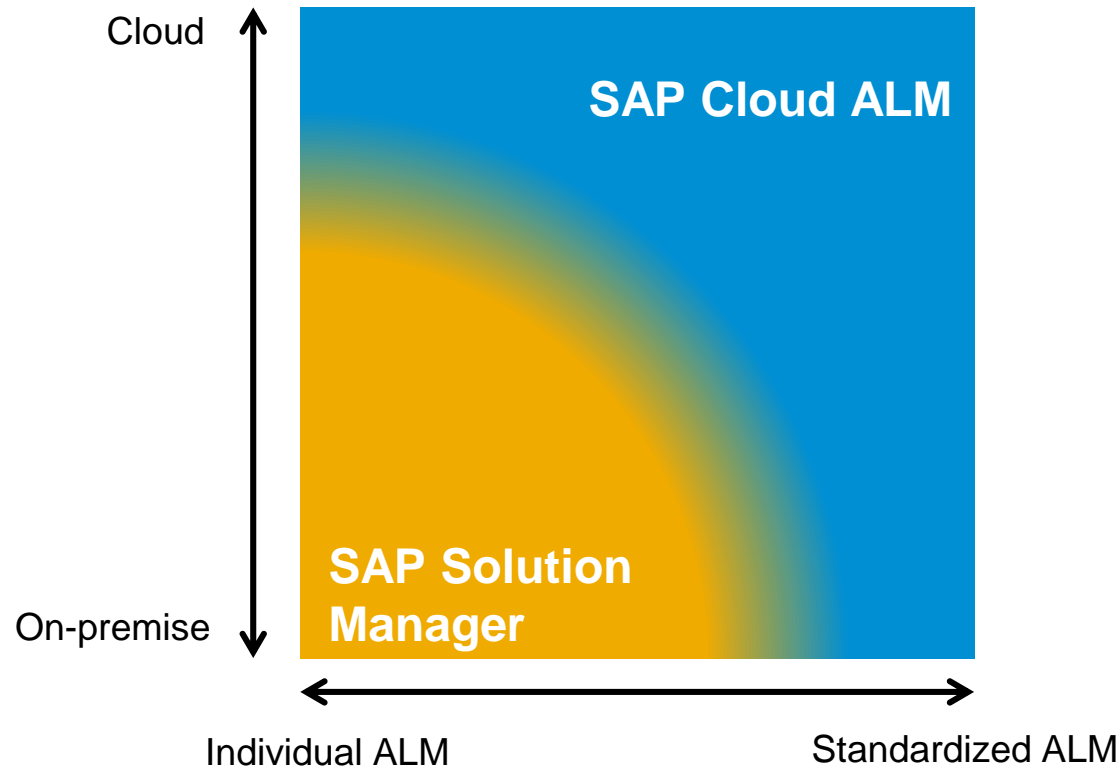 Cloud
SAP Cloud ALM
SAP Solution
Manager
On-premise
Individual ALM
Standardized ALM